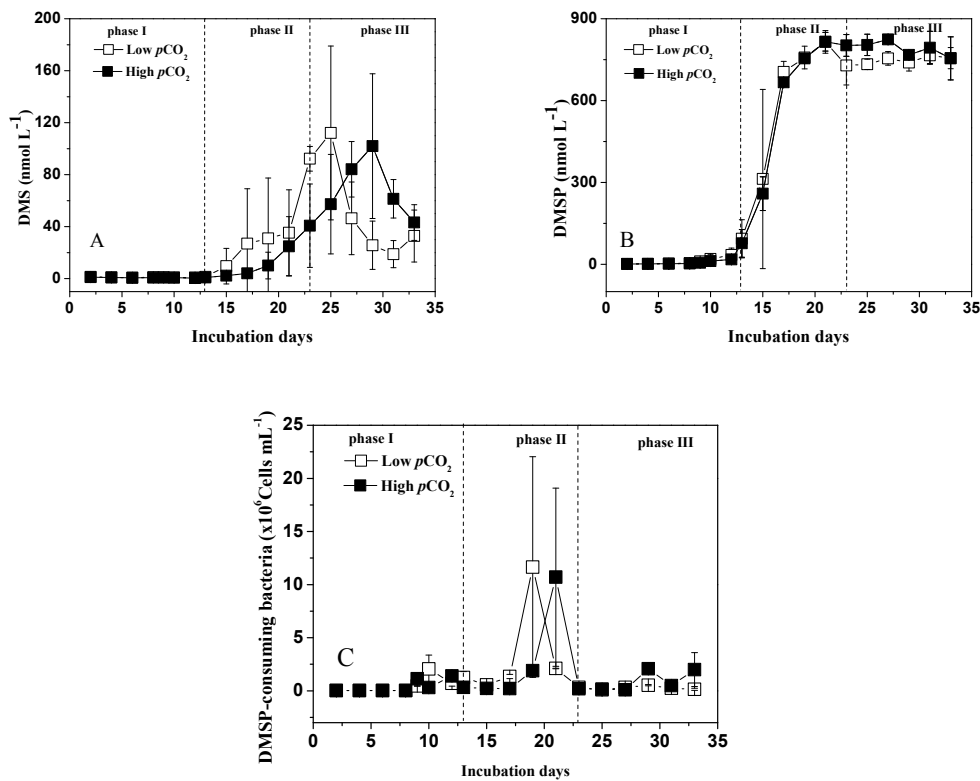 phase I
phase II
phase III
Low pCO₂
High pCO₂
DMS (nmol L⁻¹)
200
160
120
80
40
0
A
0 5 10 15 20 25 30 35
Incubation days
phase I
phase II
phase III
Low pCO₂
High pCO₂
DMSP (nmol L⁻¹)
900
600
300
0
B
0 5 10 15 20 25 30 35
Incubation days
phase I
phase II
phase III
Low pCO₂
High pCO₂
DMSP-consuming bacteria (x10⁶Cells mL⁻¹)
25
20
15
10
5
0
C
0 5 10 15 20 25 30 35
Incubation days